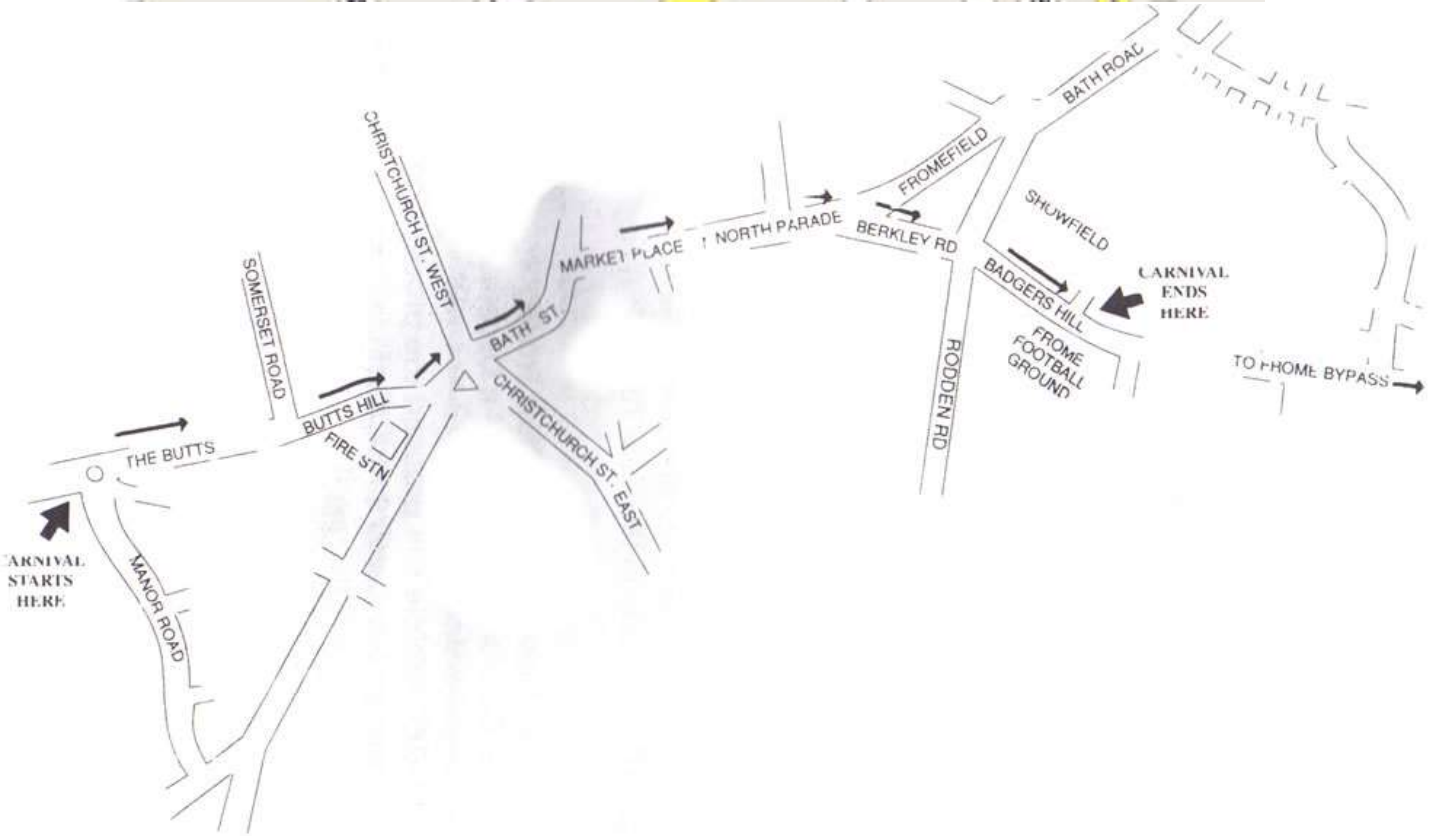 BATH ROAD
CHRISTCHURCH ST. WEST
FROMEFIELD
SHOWFIELD
NORTH PARADE
BERKLEY RD
MARKET PLACE
SOMERSET ROAD
BADGERS HILL
CARNIVAL
ENDS
HERE
BATH ST.
FROME
FOOTBALL
GROUND
RODDEN RD
TO FROME BYPASS
BUTTS HILL
CHRISTCHURCH ST. EAST
THE BUTTS
FIRE STN
ARNIVAL
STARTS
HERE
MANOR ROAD